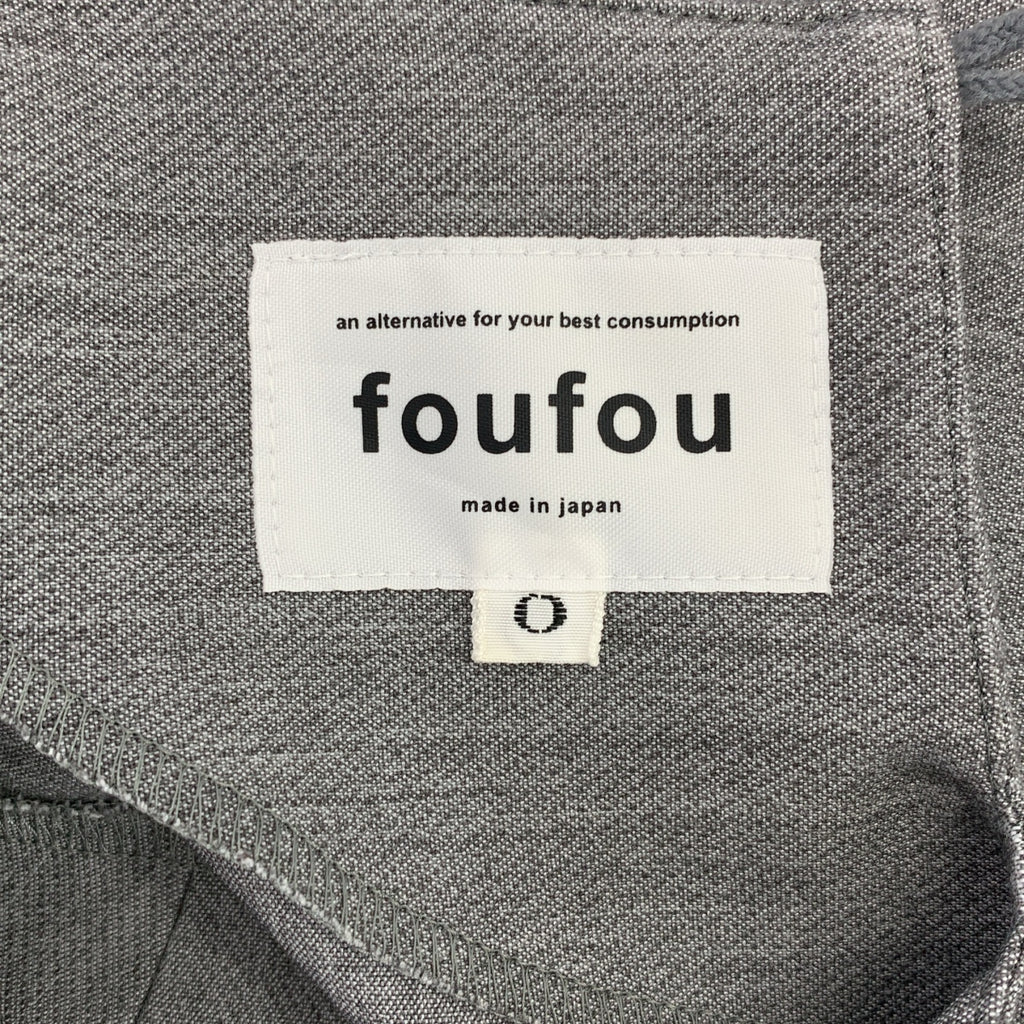 an alternative for your best consumption
foufou
made in japan
0